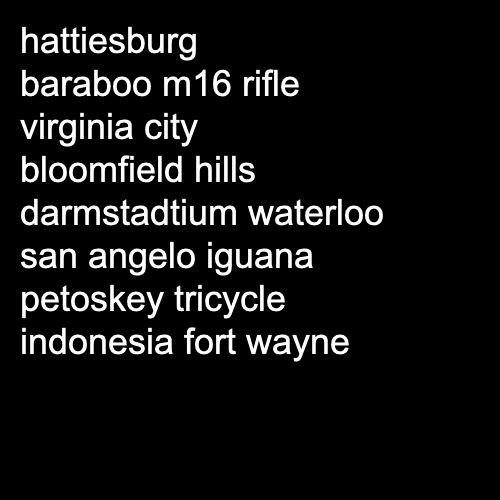 hattiesburg
baraboo m16 rifle
virginia city
bloomfield hills
darmstadtium waterloo
san angelo iguana
petoskey tricycle
indonesia fort wayne